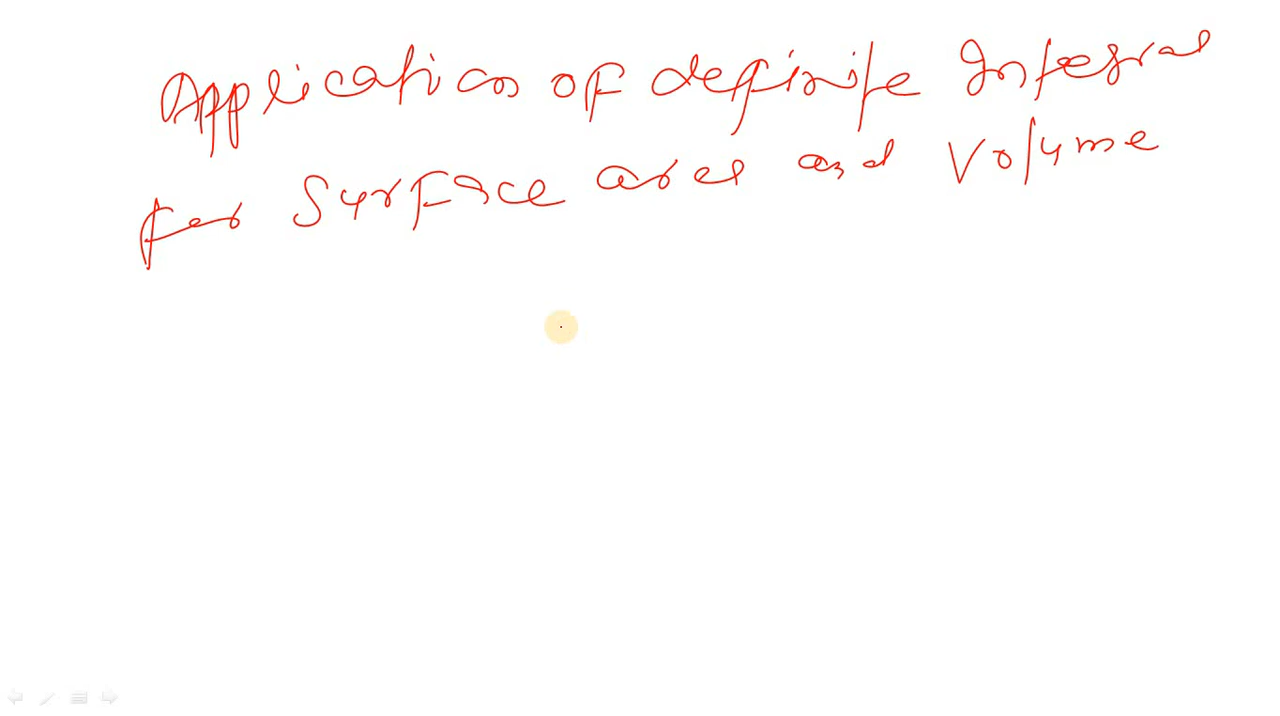 Application of definite Integral
for Surface area and Volume